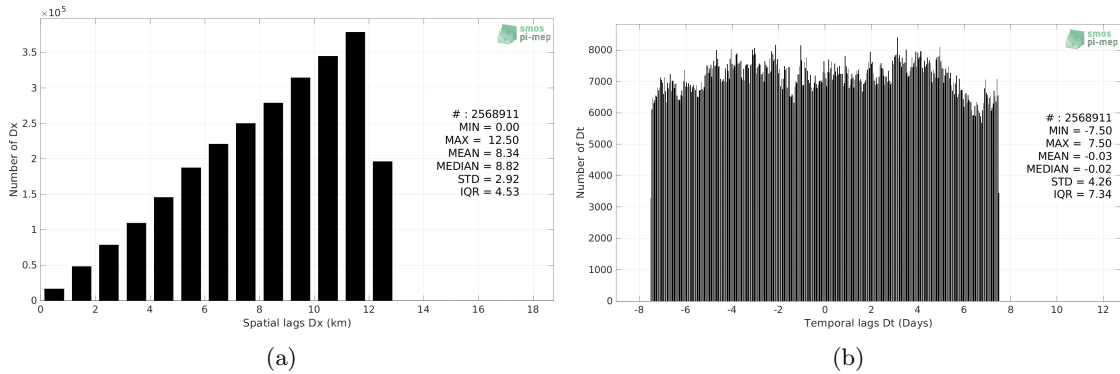 ×10⁵
smos
pi-mep
3.5
3
2.5
2
1.5
1
0.5
0
Number of Dx
# : 2568911
MIN = 0.00
MAX = 12.50
MEAN = 8.34
MEDIAN = 8.82
STD = 2.92
IQR = 4.53
0 2 4 6 8 10 12 14 16 18
Spatial lags Dx (km)
(a)
smos
pi-mep
8000
7000
6000
5000
4000
3000
2000
1000
0
Number of Dt
# : 2568911
MIN = -7.50
MAX = 7.50
MEAN = -0.03
MEDIAN = -0.02
STD = 4.26
IQR = 7.34
-8 -6 -4 -2 0 2 4 6 8 10 12
Temporal lags Dt (Days)
(b)